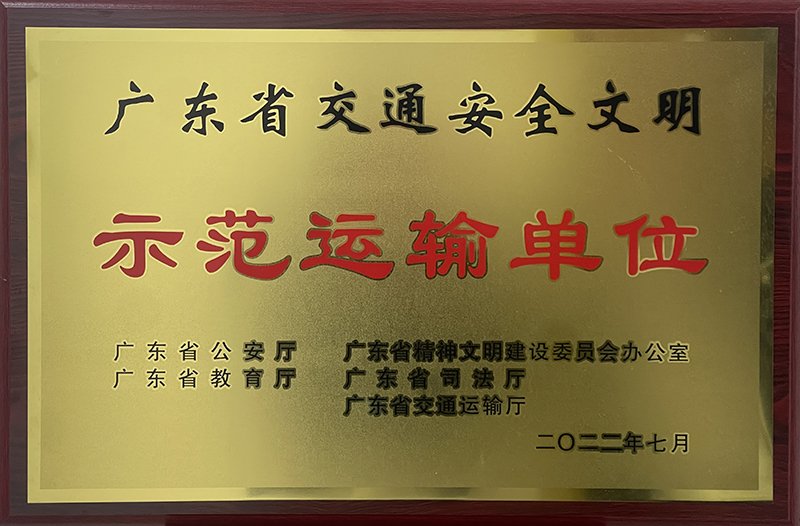 广东省交通安全文明
示范运输单位
广东省公安厅 广东省精神文明建设委员会办公室
广东省教育厅 广东省司法厅
广东省交通运输厅
二〇二二年七月